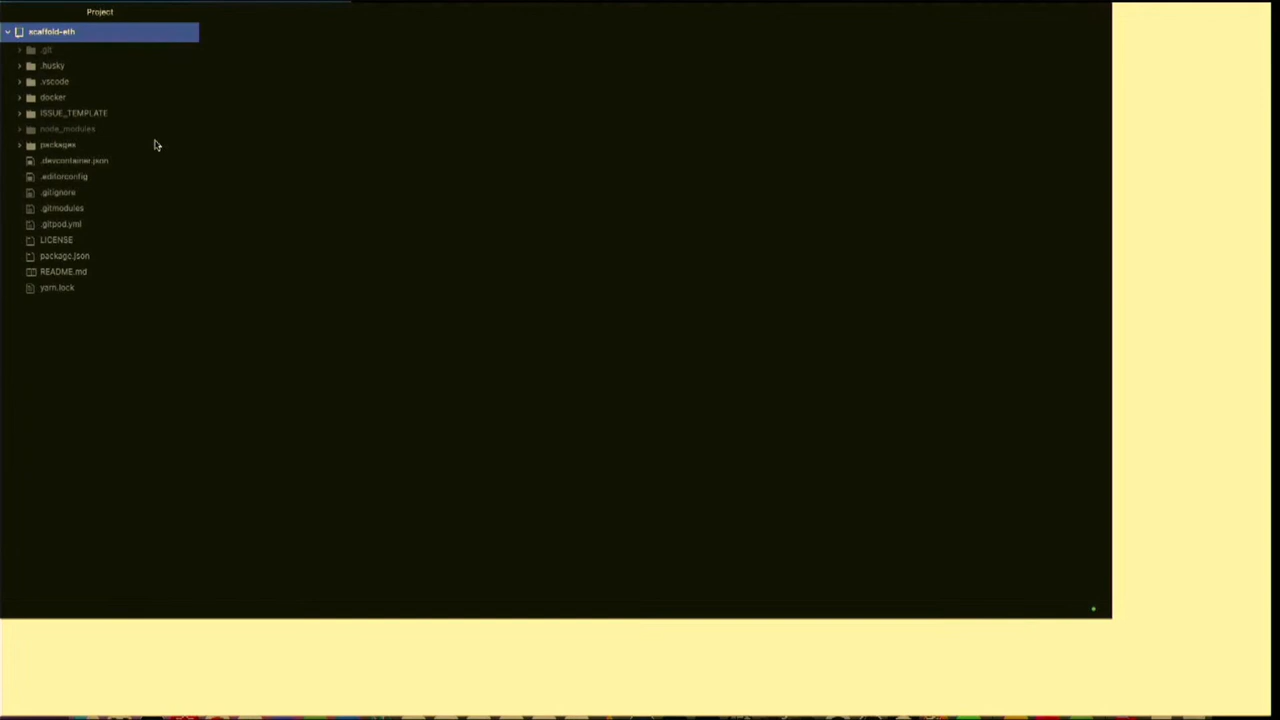 Project
scaffold-eth
.git
.husky
.vscode
docker
ISSUE_TEMPLATE
node_modules
packages
.devcontainer.json
.editorconfig
.gitignore
.gitmodules
.gitpod.yml
LICENSE
package.json
README.md
yarn.lock